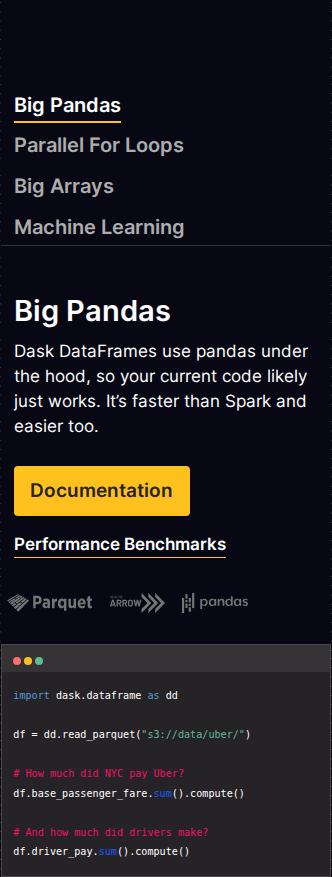 Big Pandas
Parallel For Loops
Big Arrays
Machine Learning
Big Pandas
Dask DataFrames use pandas under
the hood, so your current code likely
just works. It’s faster than Spark and
easier too.
Documentation
Performance Benchmarks
Parquet
ARROW
pandas
import dask.dataframe as dd
df = dd.read_parquet("s3://data/uber/")
# How much did NYC pay Uber?
df.base_passenger_fare.sum().compute()
# And how much did drivers make?
df.driver_pay.sum().compute()